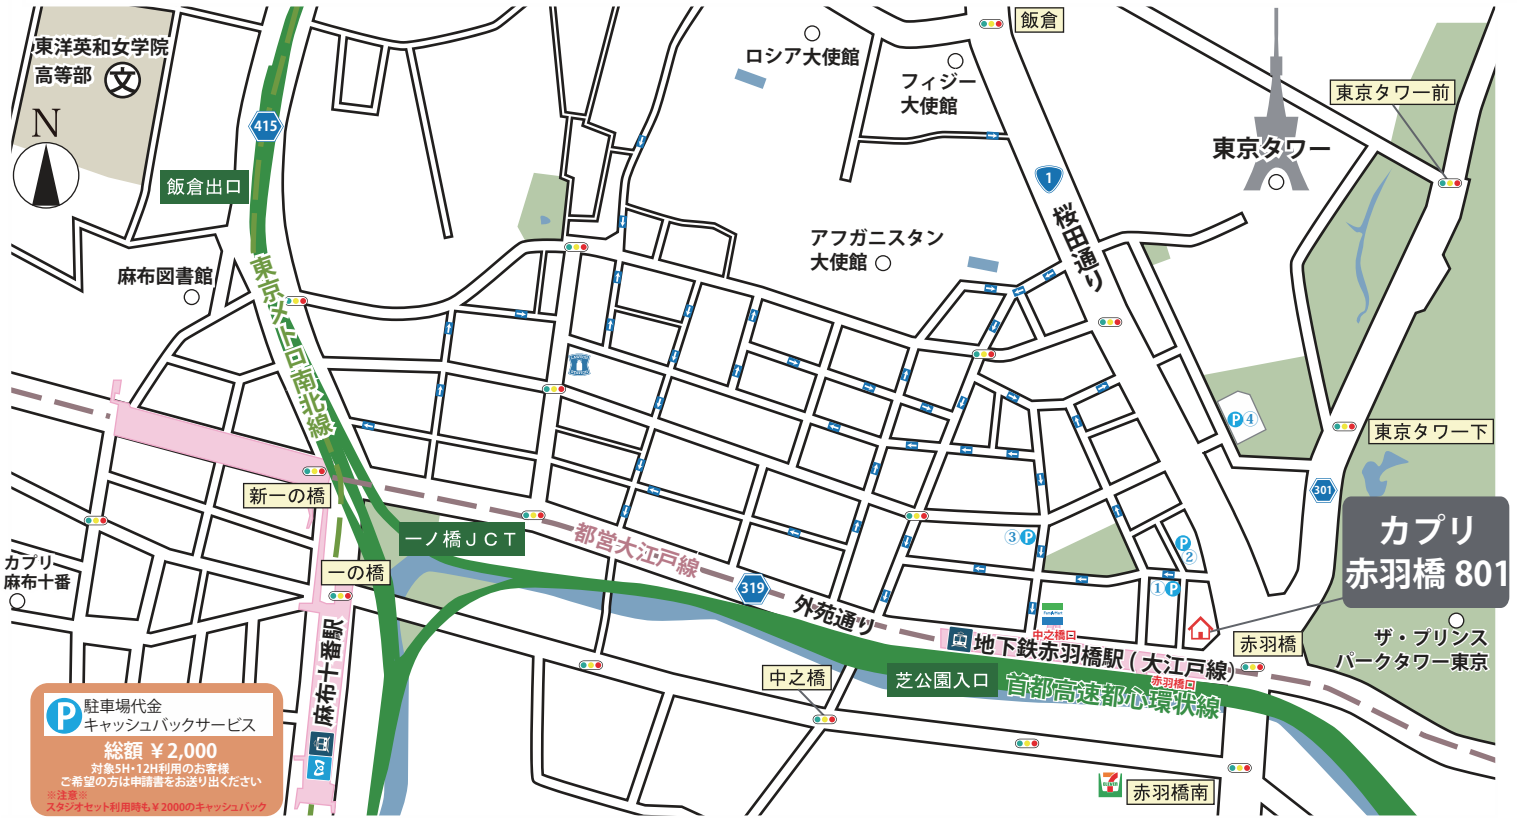 飯倉
東洋英和女学院
高等部
文
ロシア大使館
フィジー
大使館
東京タワー前
N
415
東京タワー
飯倉出口
1
桜田通り
アフガニスタン
大使館
麻布図書館
東京メトロ南北線
P4
東京タワー下
新一の橋
301
カプリ
赤羽橋 801
一ノ橋JCT
都営大江戸線
3P
P
2
カプリ
麻布十番
一の橋
319
外苑通り
1P
FamilyMart
中之橋口
地下鉄赤羽橋駅(大江戸線)
赤羽橋
ザ・プリンス
パークタワー東京
麻布十番駅
中之橋
芝公園入口
赤羽橋口
首都高速都心環状線
P
駐車場代金
キャッシュバックサービス
総額 ¥2,000
対象5H・12H利用のお客様
ご希望の方は申請書をお送り出ください
※注意※
スタジオセット利用時も¥2000のキャッシュバック
7
ELEVEN
赤羽橋南